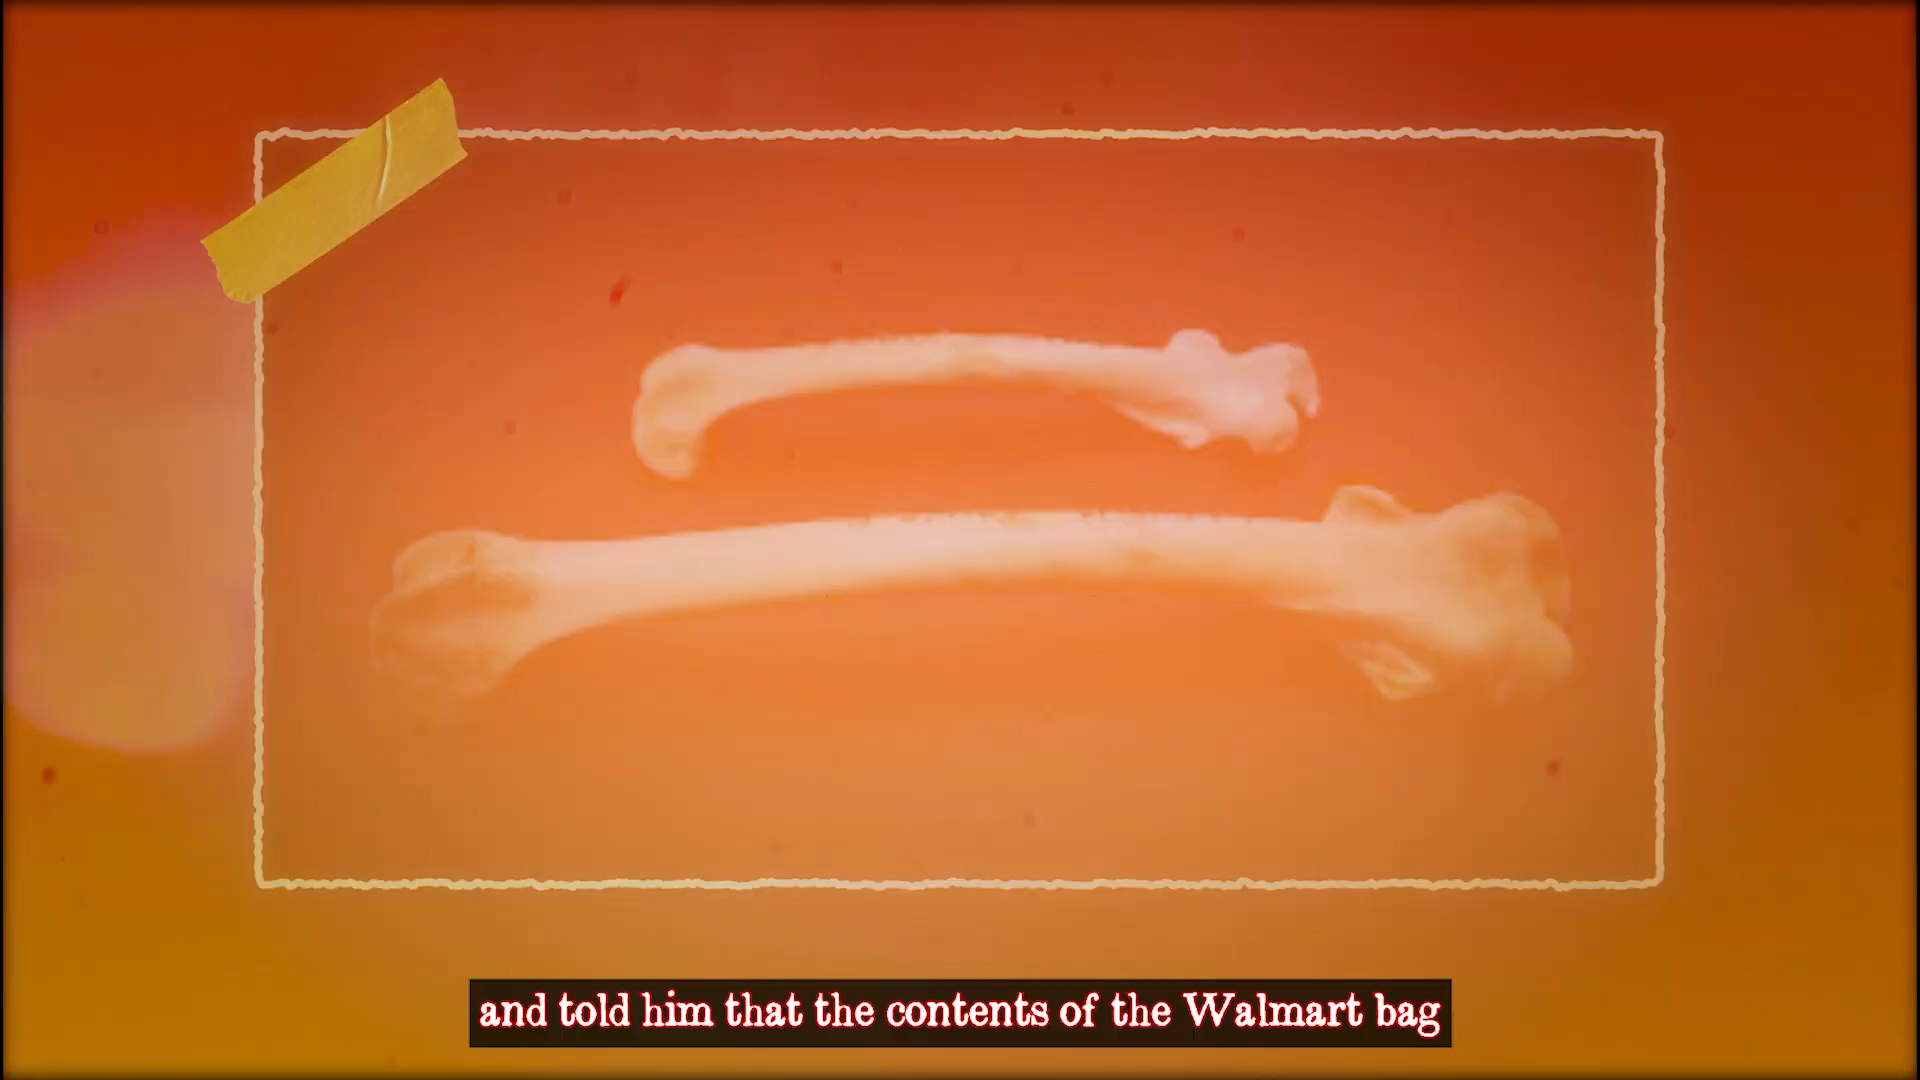 and told him that the contents of the Walmart bag